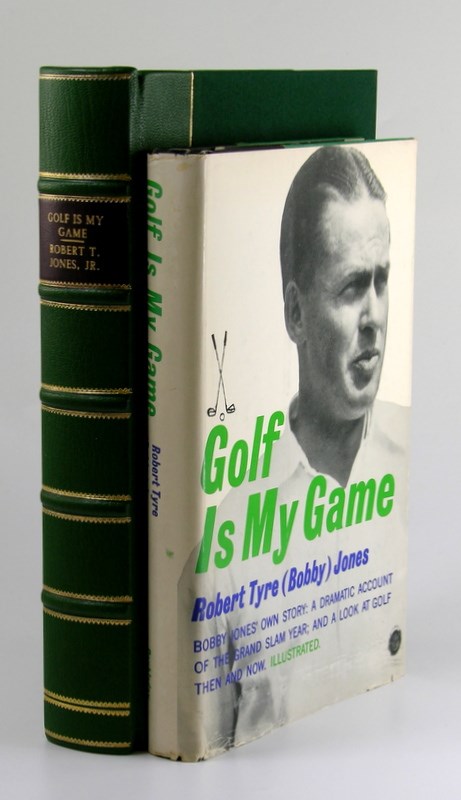 GOLF IS MY
GAME
ROBERT T.
JONES, JR.
Golf Is My Game
Robert Tyre
Golf
Is My Game
Robert Tyre (Bobby) Jones
BOBBY JONES' OWN STORY: A DRAMATIC ACCOUNT
OF THE GRAND SLAM YEAR; AND A LOOK AT GOLF
THEN AND NOW. ILLUSTRATED.